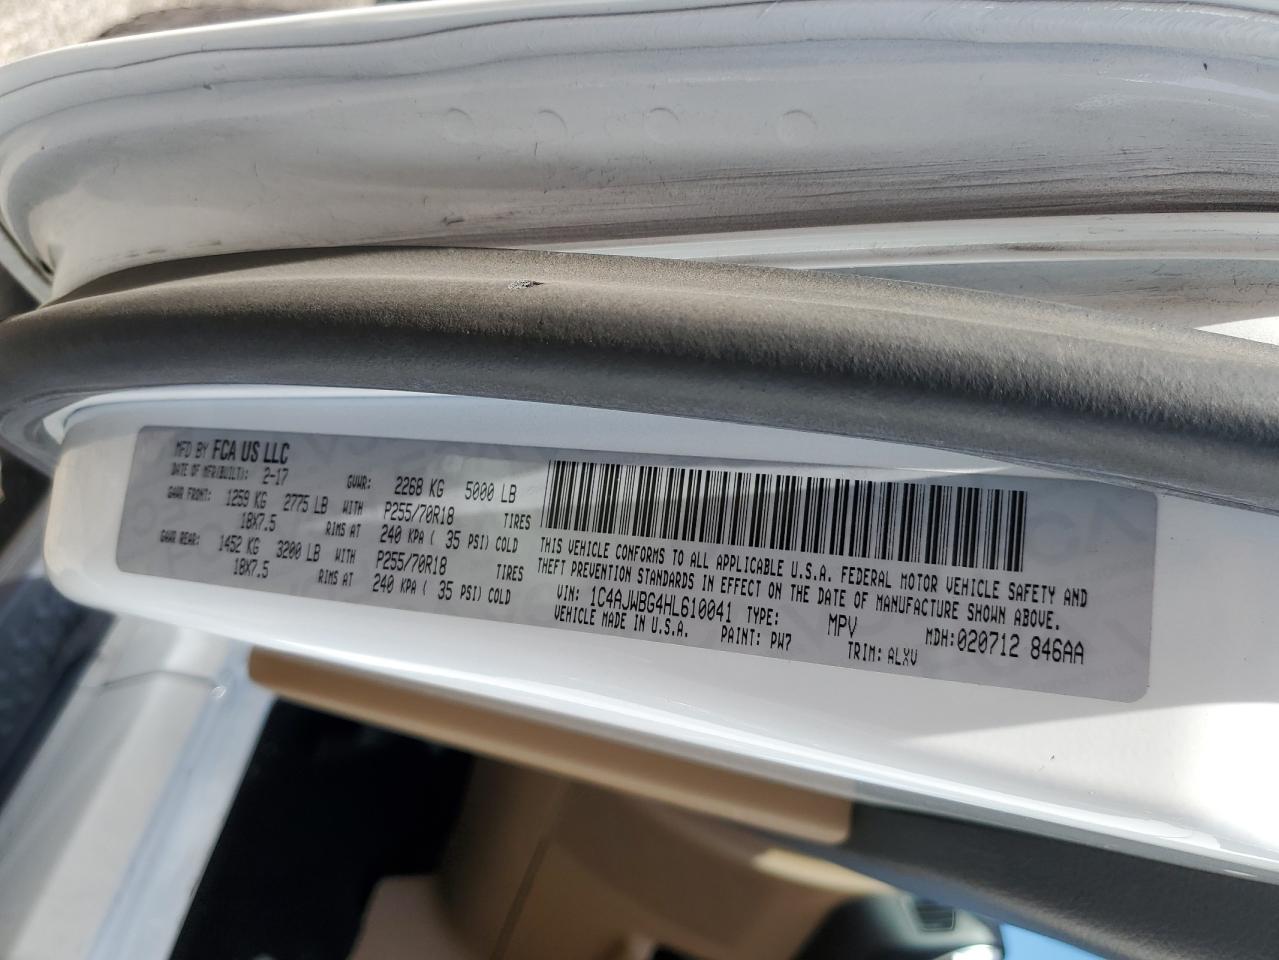 MFD BY FCA US LLC
DATE OF MFR(BUILT): 2-17 GVWR: 2268 KG 5000 LB
GAWR FRONT: 1259 KG 2775 LB WITH P255/70R18 TIRES
18X7.5 RIMS AT 240 KPA ( 35 PSI) COLD
GAWR REAR: 1452 KG 3200 LB WITH P255/70R18 TIRES
18X7.5 RIMS AT 240 KPA ( 35 PSI) COLD
THIS VEHICLE CONFORMS TO ALL APPLICABLE U.S.A. FEDERAL MOTOR VEHICLE SAFETY AND
THEFT PREVENTION STANDARDS IN EFFECT ON THE DATE OF MANUFACTURE SHOWN ABOVE.
VIN: 1C4AJWBG4HL610041 TYPE: MPV MDH:020712 846AA
VEHICLE MADE IN U.S.A. PAINT: PW7 TRIM: ALXV